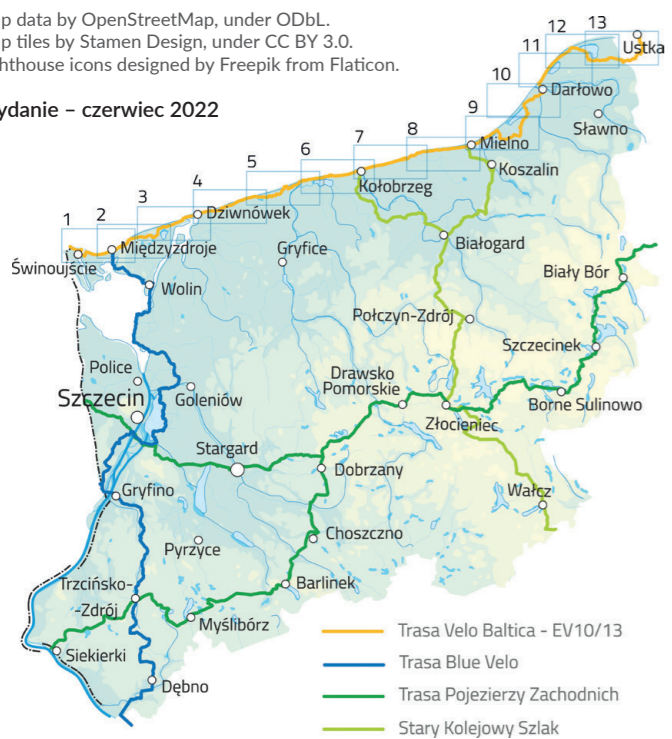 p data by OpenStreetMap, under ODbL.
p tiles by Stamen Design, under CC BY 3.0.
hthouse icons designed by Freepik from Flaticon.
ydanie – czerwiec 2022
12
13
11
Ustka
10
Darłowo
9
Sławno
8
Mielno
7
Koszalin
6
Kołobrzeg
5
4
Dziwnówek
3
Białogard
1
2
Międzyzdroje
Gryfice
Świnoujście
Biały Bór
Wolin
Połczyn-Zdrój
Szczecinek
Police
Drawsko
Pomorskie
Szczecin
Goleniów
Borne Sulinowo
Złocieniec
Stargard
Dobrzany
Gryfino
Wałcz
Choszczno
Pyrzyce
Barlinek
Trzcińsko-
-Zdrój
Myślibórz
Siekierki
Dębno
Trasa Velo Baltica - EV10/13
Trasa Blue Velo
Trasa Pojezierzy Zachodnich
Stary Kolejowy Szlak